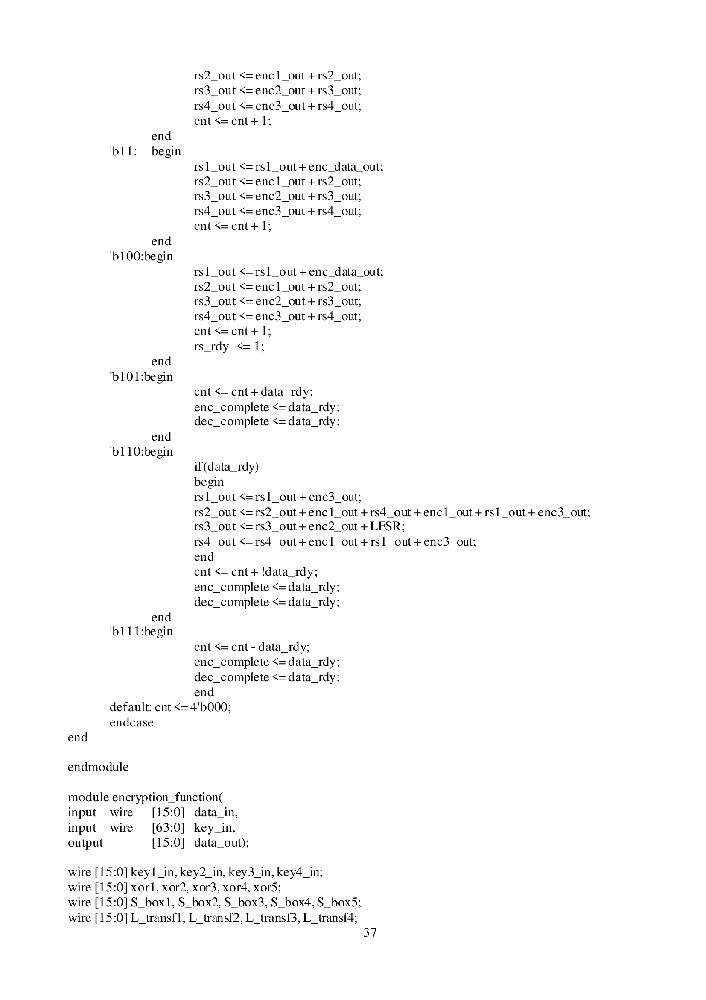 rs2_out <= enc1_out + rs2_out;
rs3_out <= enc2_out + rs3_out;
rs4_out <= enc3_out + rs4_out;
cnt <= cnt + 1;
end
'b11: begin
rs1_out <= rs1_out + enc_data_out;
rs2_out <= enc1_out + rs2_out;
rs3_out <= enc2_out + rs3_out;
rs4_out <= enc3_out + rs4_out;
cnt <= cnt + 1;
end
'b100:begin
rs1_out <= rs1_out + enc_data_out;
rs2_out <= enc1_out + rs2_out;
rs3_out <= enc2_out + rs3_out;
rs4_out <= enc3_out + rs4_out;
cnt <= cnt + 1;
rs_rdy <= 1;
end
'b101:begin
cnt <= cnt + data_rdy;
enc_complete <= data_rdy;
dec_complete <= data_rdy;
end
'b110:begin
if(data_rdy)
begin
rs1_out <= rs1_out + enc3_out;
rs2_out <= rs2_out + enc1_out + rs4_out + enc1_out + rs1_out + enc3_out;
rs3_out <= rs3_out + enc2_out + LFSR;
rs4_out <= rs4_out + enc1_out + rs1_out + enc3_out;
end
cnt <= cnt + !data_rdy;
enc_complete <= data_rdy;
dec_complete <= data_rdy;
end
'b111:begin
cnt <= cnt - data_rdy;
enc_complete <= data_rdy;
dec_complete <= data_rdy;
end
default: cnt <= 4'b000;
endcase
end
endmodule
module encryption_function(
input wire [15:0] data_in,
input wire [63:0] key_in,
output [15:0] data_out);
wire [15:0] key1_in, key2_in, key3_in, key4_in;
wire [15:0] xor1, xor2, xor3, xor4, xor5;
wire [15:0] S_box1, S_box2, S_box3, S_box4, S_box5;
wire [15:0] L_transf1, L_transf2, L_transf3, L_transf4;
37